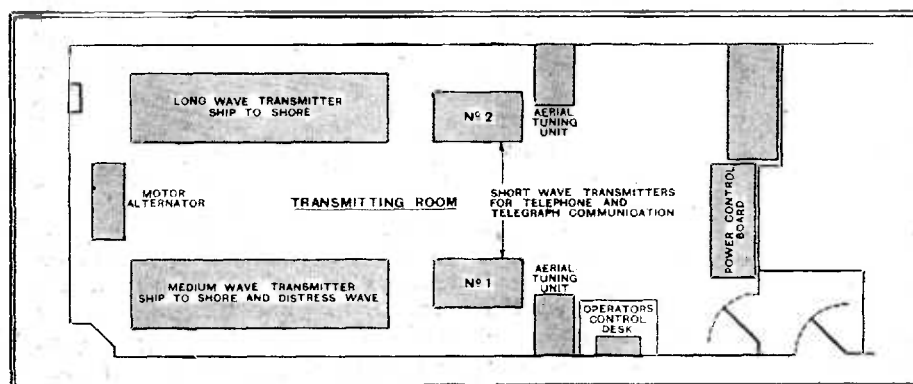 LONG WAVE TRANSMITTER
SHIP TO SHORE
Nº 2
AERIAL
TUNING
UNIT
MOTOR
ALTERNATOR
TRANSMITTING ROOM
SHORT WAVE TRANSMITTERS
FOR TELEPHONE AND
TELEGRAPH COMMUNICATION
POWER CONTROL
BOARD
MEDIUM WAVE TRANSMITTER
SHIP TO SHORE AND DISTRESS WAVE
Nº 1
AERIAL
TUNING
UNIT
OPERATORS
CONTROL
DESK